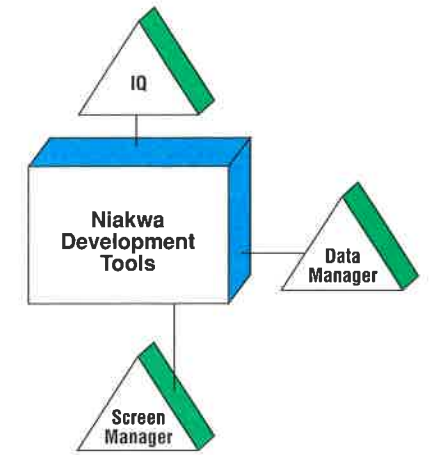 IQ
Niakwa
Development
Tools
Data
Manager
Screen
Manager